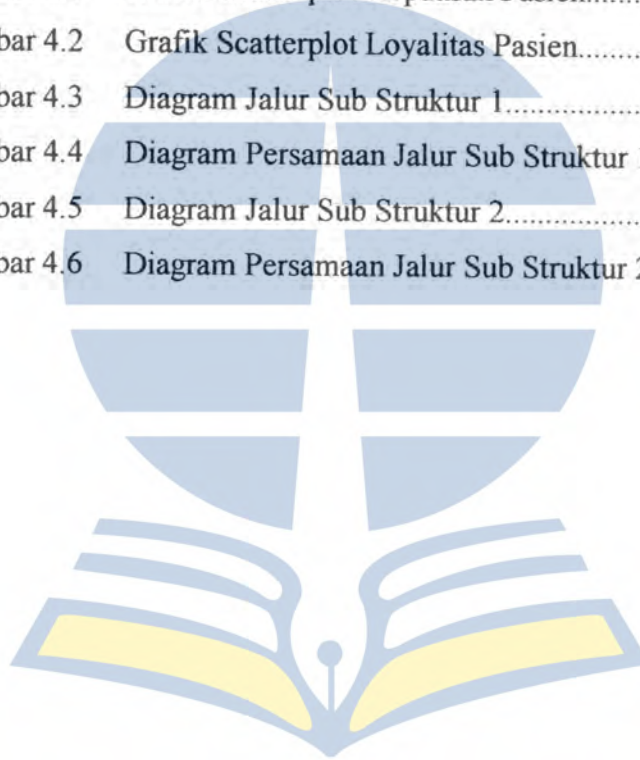 bar 4.2 Grafik Scatterplot Loyalitas Pasien........
bar 4.3 Diagram Jalur Sub Struktur 1..................
bar 4.4 Diagram Persamaan Jalur Sub Struktur
bar 4.5 Diagram Jalur Sub Struktur 2..................
bar 4.6 Diagram Persamaan Jalur Sub Struktur 2